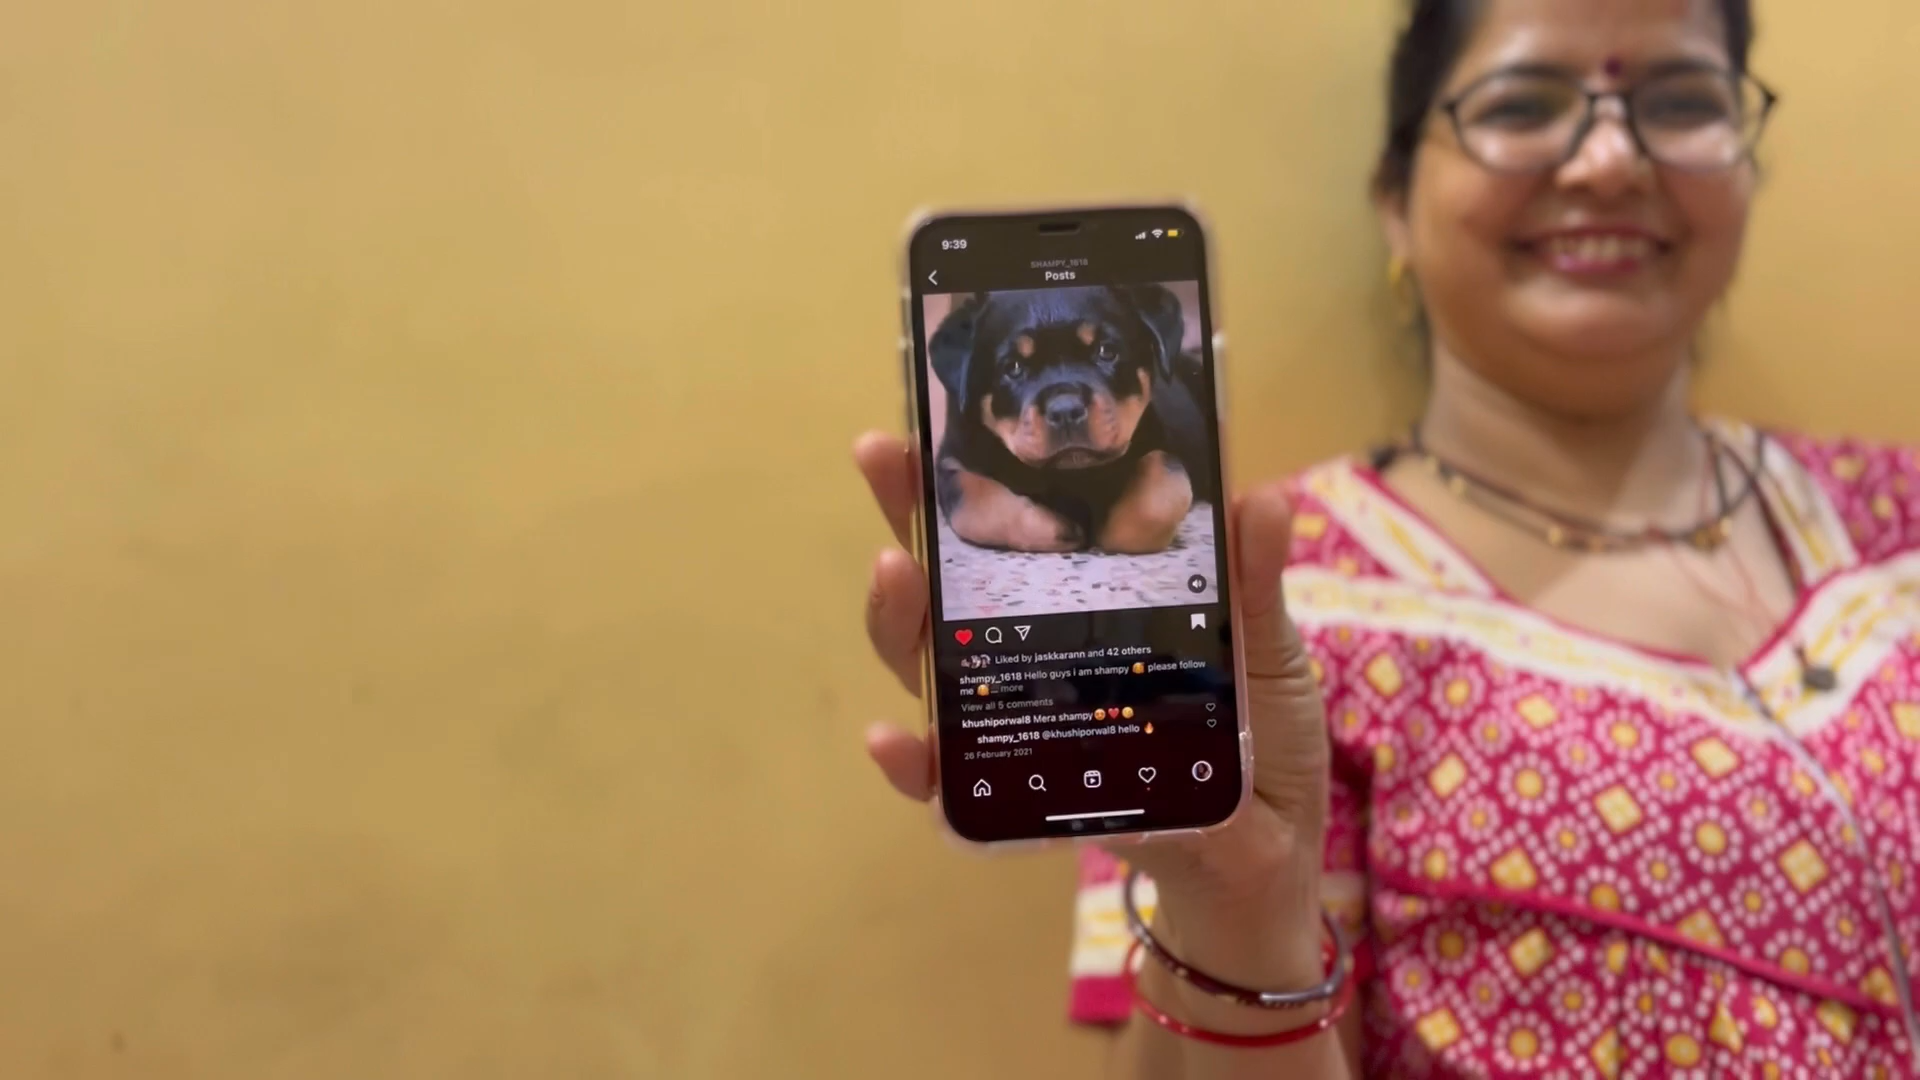 9:39
SHAMPY_1618
Posts
Liked by jaskkarann and 42 others
shampy_1618 Hello guys i am shampy 🥰 please follow
me 🥰... more
View all 5 comments
khushiporwal8 Mera shampy😍❤️😘
shampy_1618 @khushiporwal8 hello 🔥
26 February 2021